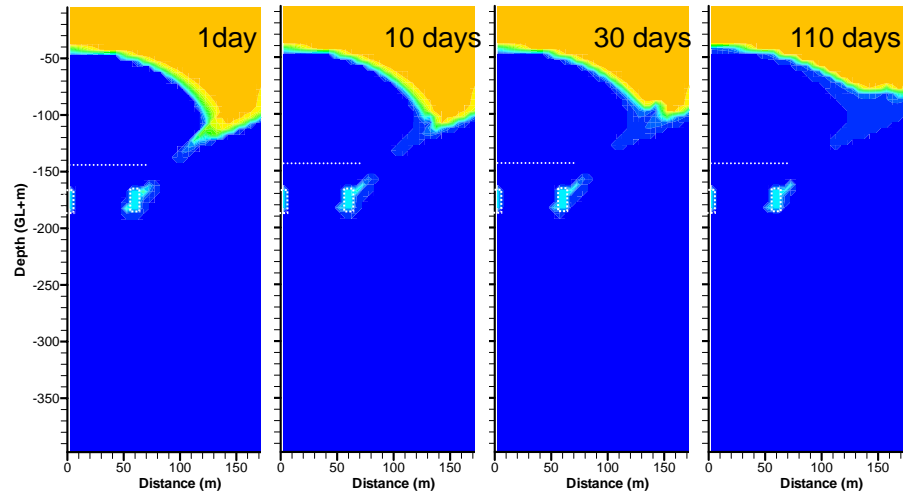 1day
10 days
30 days
110 days
Depth (GL+m)
-50
-100
-150
-200
-250
-300
-350
0 50 100 150
0 50 100 150
0 50 100 150
0 50 100 150
Distance (m)
Distance (m)
Distance (m)
Distance (m)